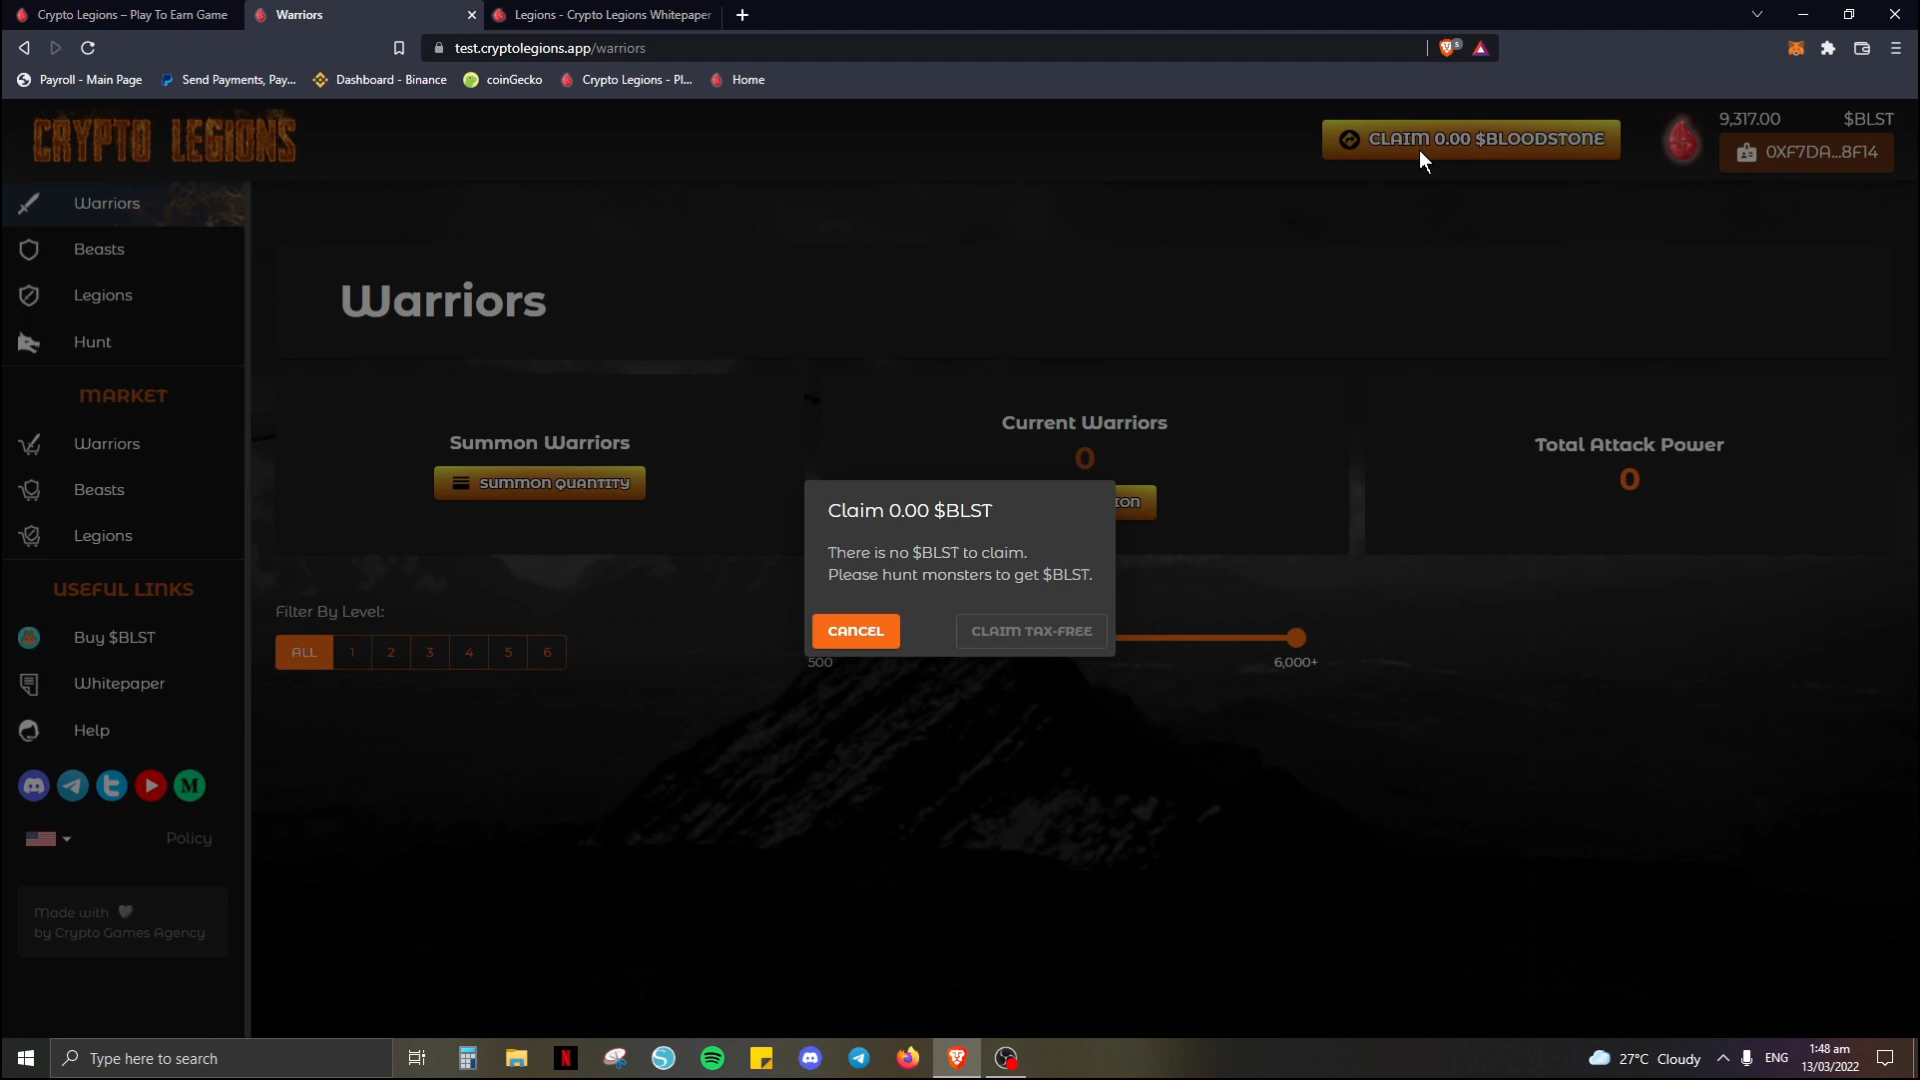 Crypto Legions – Play To Earn Game
Warriors
Legions - Crypto Legions Whitepaper
test.cryptolegions.app/warriors
Payroll - Main Page
Send Payments, Pay...
Dashboard - Binance
coinGecko
Crypto Legions - Pl...
Home
CRYPTO LEGIONS
CLAIM 0.00 $BLOODSTONE
9,317.00 $BLST
0XF7DA...8F14
Warriors
Beasts
Legions
Hunt
MARKET
Warriors
Beasts
Legions
USEFUL LINKS
Buy $BLST
Whitepaper
Help
Policy
Made with
by Crypto Games Agency
Warriors
Summon Warriors
SUMMON QUANTITY
Current Warriors
0
ION
Total Attack Power
0
Claim 0.00 $BLST
There is no $BLST to claim.
Please hunt monsters to get $BLST.
CANCEL
CLAIM TAX-FREE
Filter By Level:
ALL 1 2 3 4 5 6
500
6,000+
Type here to search
27°C Cloudy
ENG
1:48 am
13/03/2022